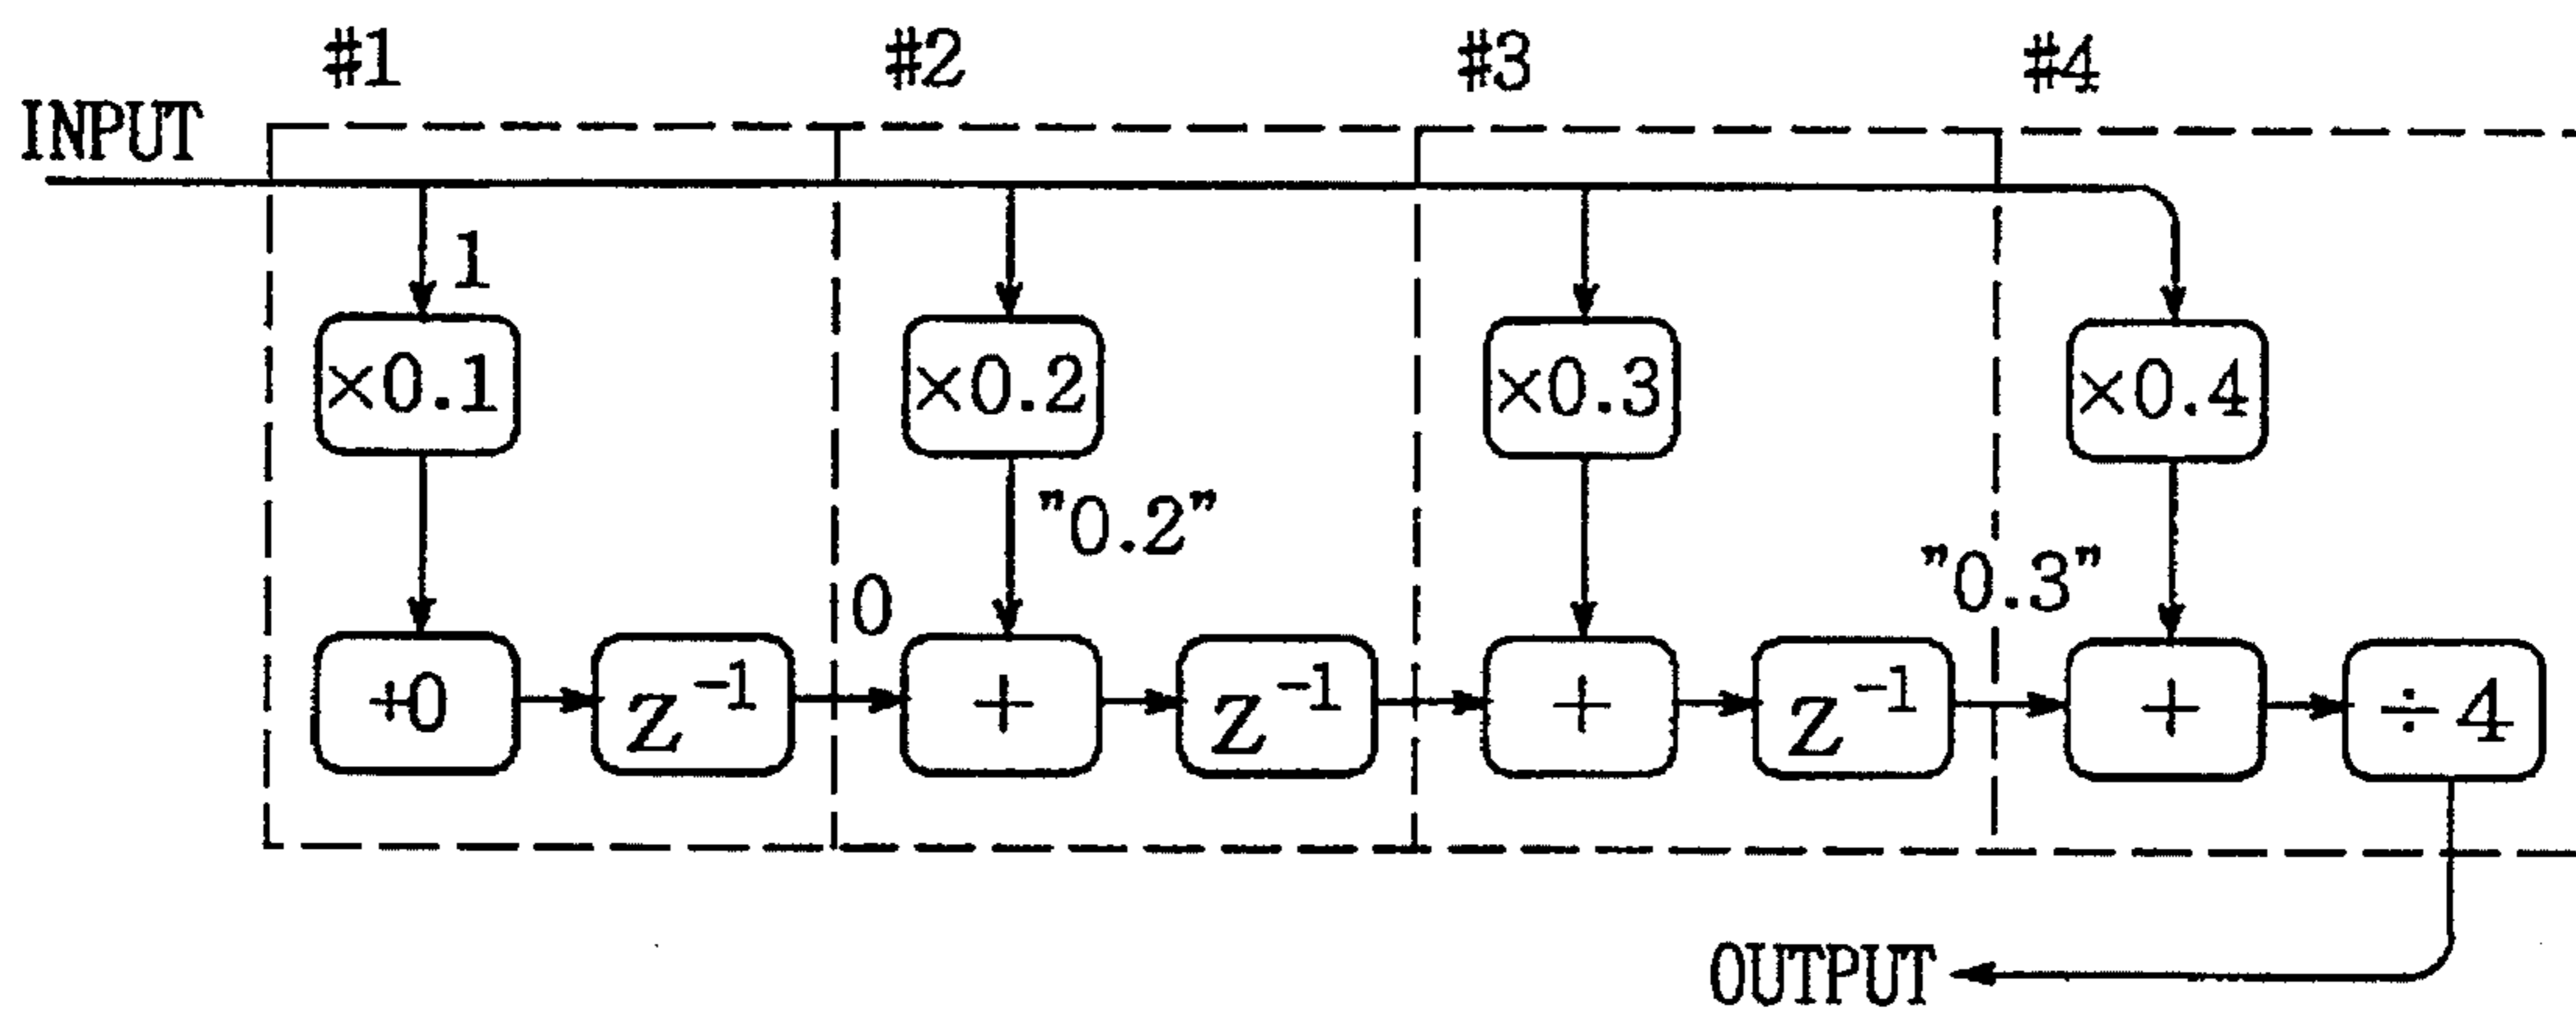 #1 #2 #3 #4
INPUT
1
×0.1 ×0.2 ×0.3 ×0.4
"0.2"
"0.3"
0
+0 Z⁻¹ + Z⁻¹ + Z⁻¹ + ÷4
OUTPUT